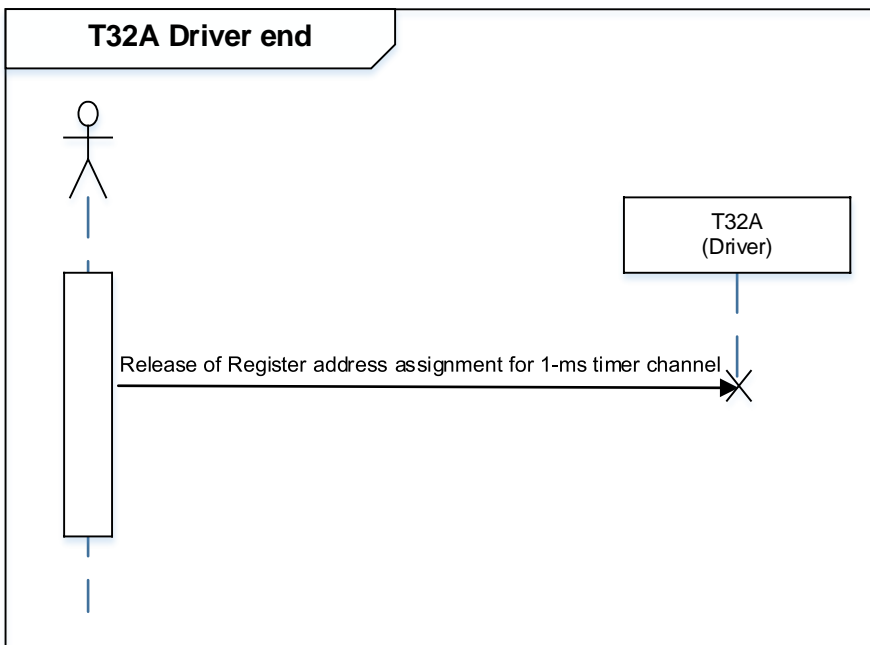 T32A Driver end
T32A
(Driver)
Release of Register address assignment for 1-ms timer channel